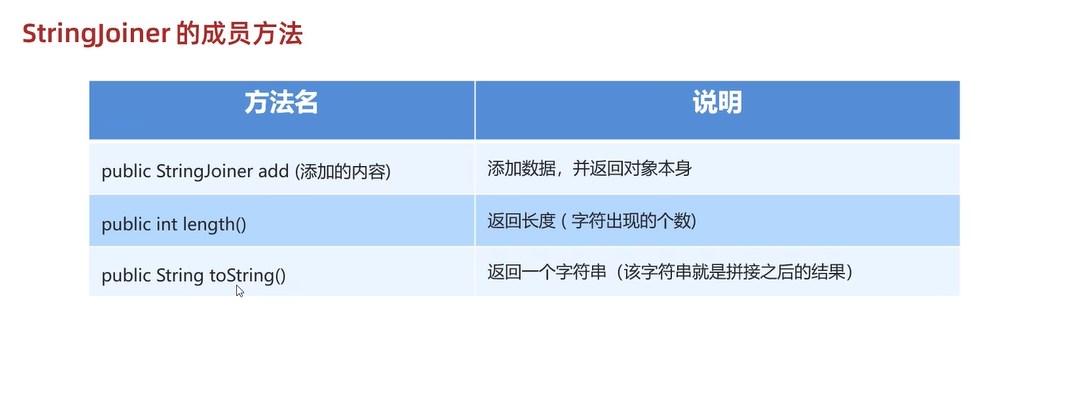 StringJoiner 的成员方法
方法名 说明
public StringJoiner add (添加的内容) 添加数据，并返回对象本身
public int length() 返回长度 ( 字符出现的个数)
public String toString() 返回一个字符串（该字符串就是拼接之后的结果）